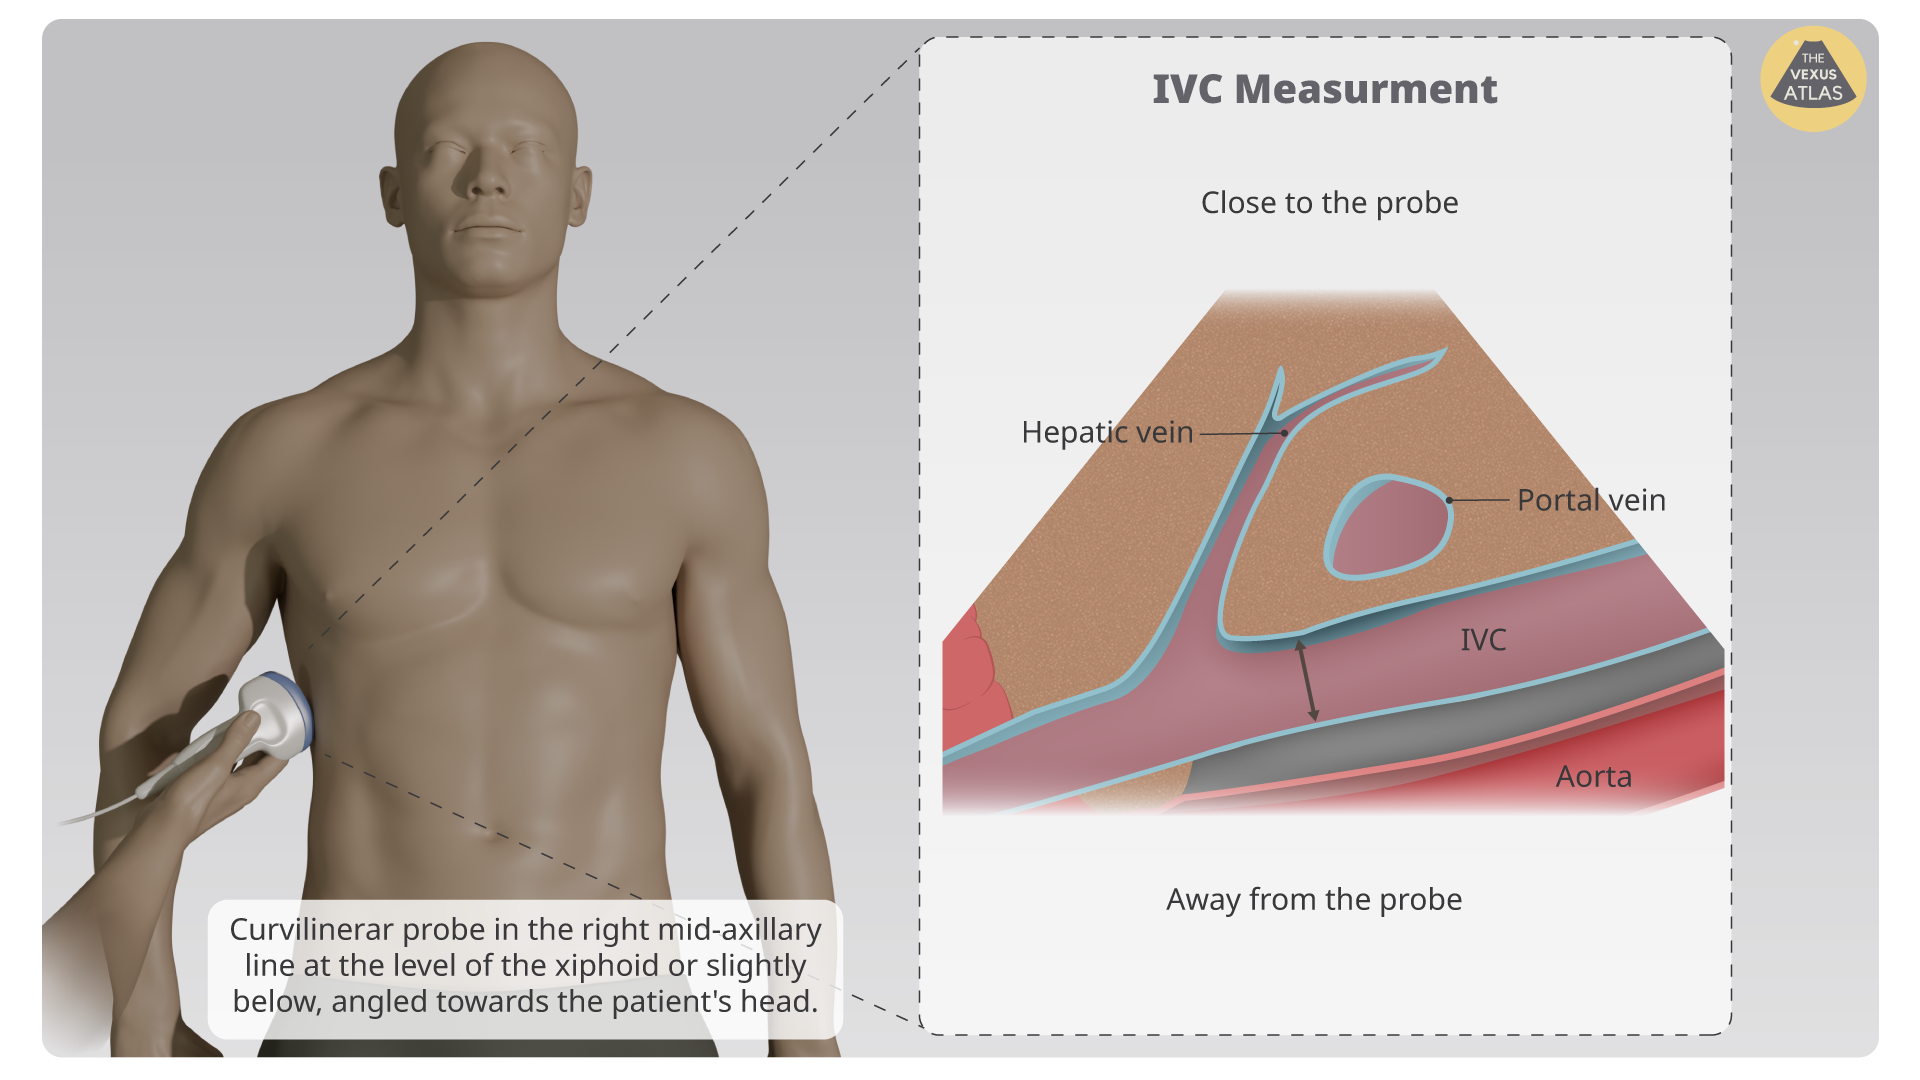 IVC Measurment
THE
VEXUS
ATLAS
Close to the probe
Hepatic vein
Portal vein
IVC
Aorta
Away from the probe
Curvilinerar probe in the right mid-axillary
line at the level of the xiphoid or slightly
below, angled towards the patient's head.